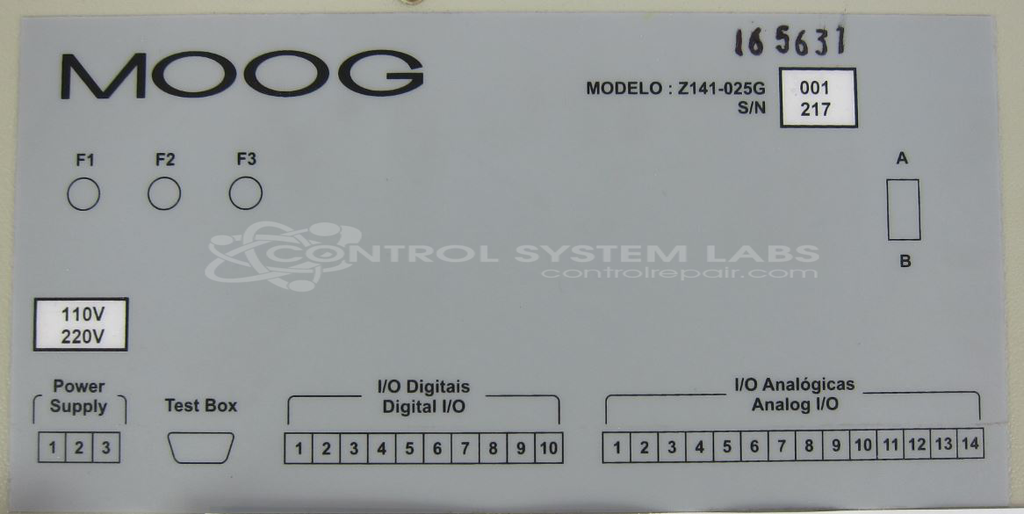 MOOG
165631
MODELO : Z141-025G 001
S/N 217
F1 F2 F3
A
B
CONTROL SYSTEM LABS
controlrepair.com
110V
220V
Power
Supply
1 2 3
Test Box
I/O Digitais
Digital I/O
1 2 3 4 5 6 7 8 9 10
I/O Analógicas
Analog I/O
1 2 3 4 5 6 7 8 9 10 11 12 13 14